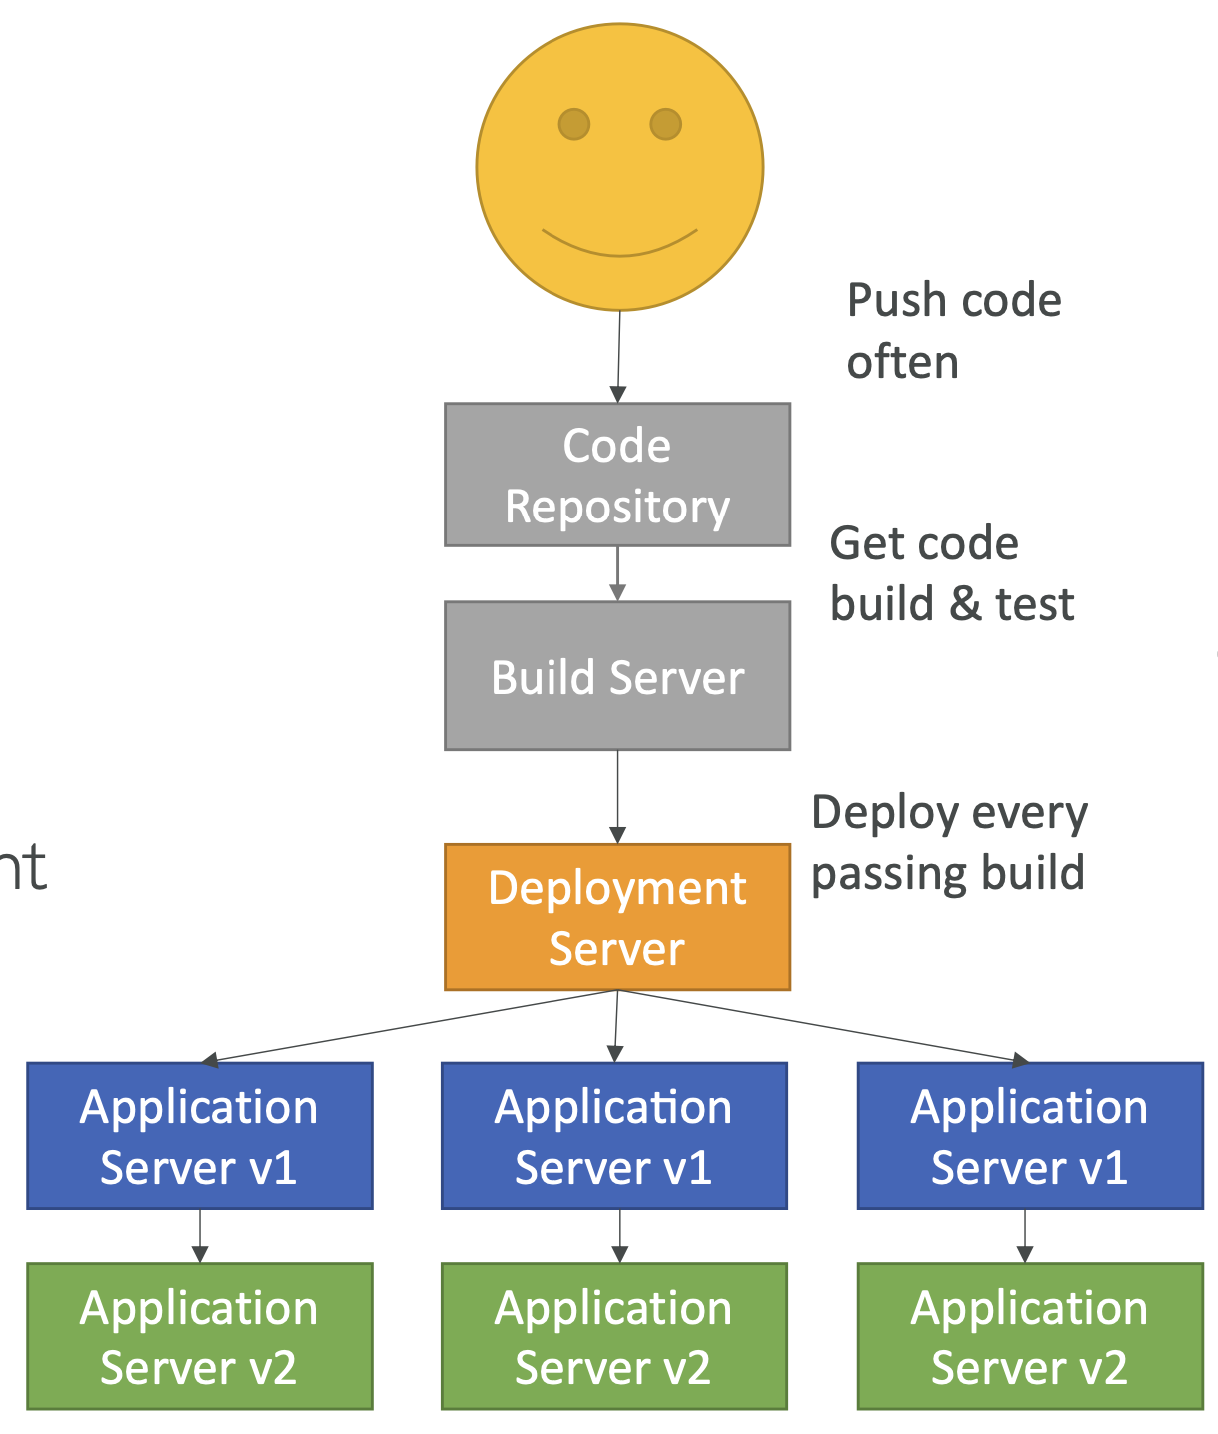 Push code
often
Code
Repository
Get code
build & test
Build Server
Deploy every
passing build
nt
Deployment
Server
Application
Server v1
Application
Server v1
Application
Server v1
Application
Server v2
Application
Server v2
Application
Server v2